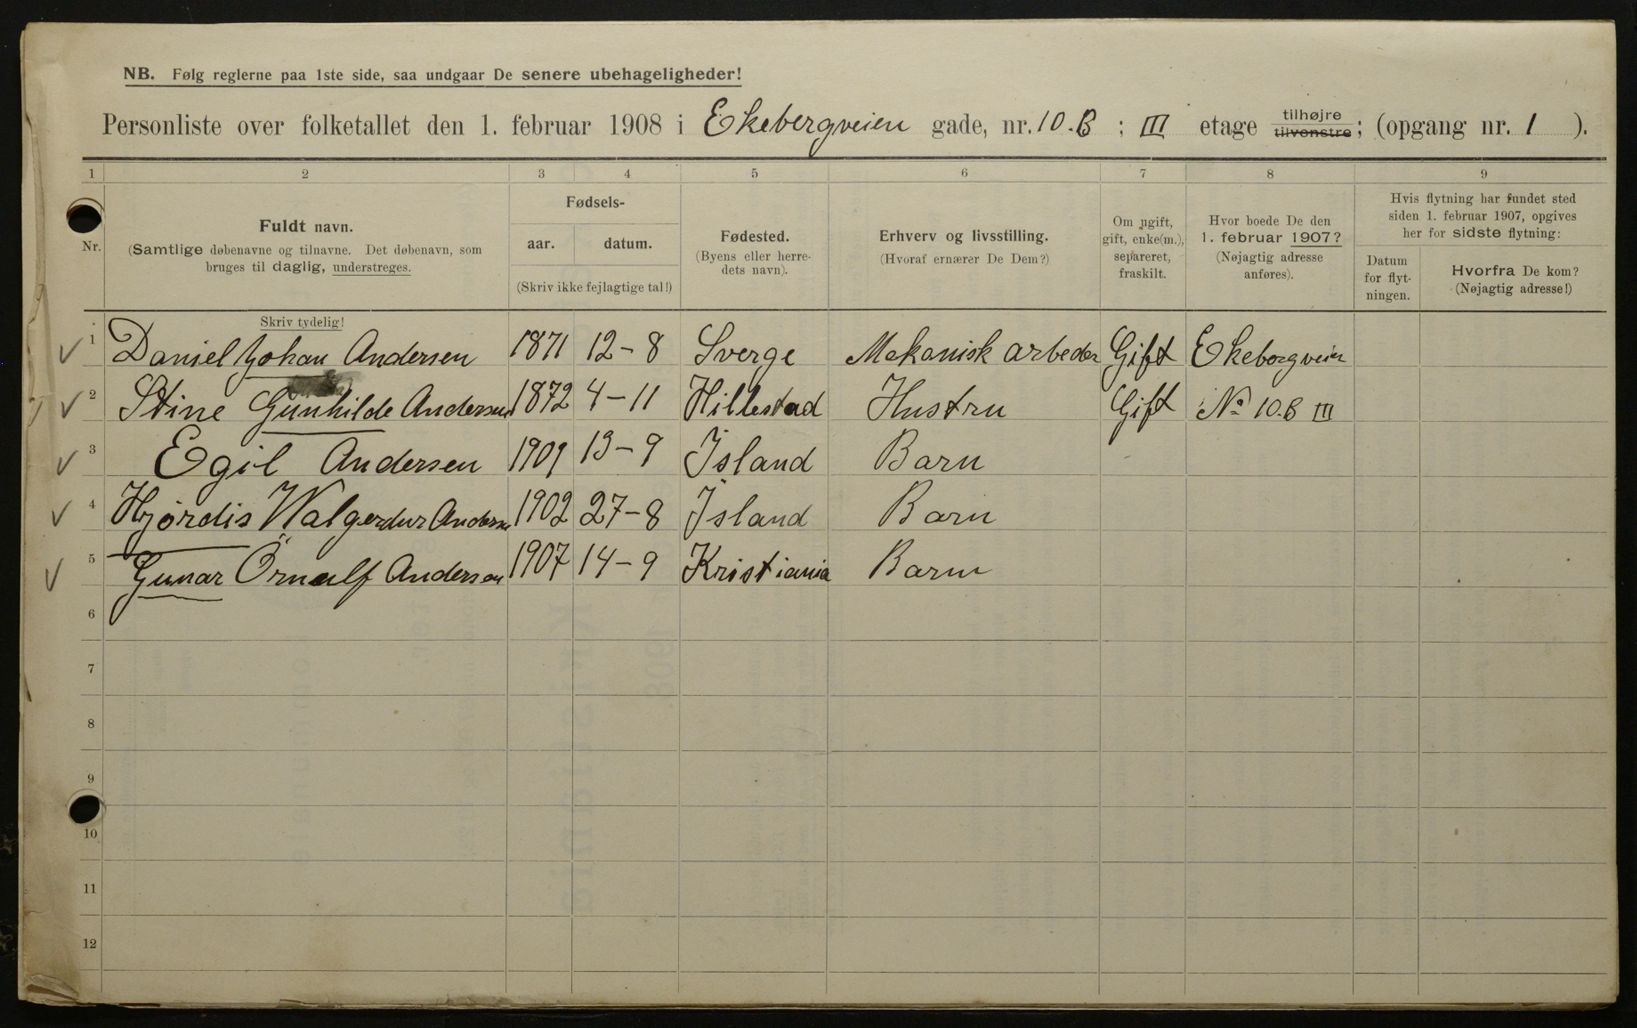 NB. Følg reglerne paa 1ste side, saa undgaar De senere ubehageligheder!
Personliste over folketallet den 1. februar 1908 i Ekebergveien gade, nr. 10.B ; III etage tilhøjre tilvenstre; (opgang nr. 1 ).
1 2 3 4 5 6 7 8 9
Nr.
Fuldt navn.
(Samtlige døbenavne og tilnavne. Det døbenavn, som
bruges til daglig, understreges.
Fødsels-
aar. datum.
(Skriv ikke fejlagtige tal!)
Fødested.
(Byens eller herre-
dets navn).
Erhverv og livsstilling.
(Hvoraf ernærer De Dem?)
Om ugift,
gift, enke(m.),
separeret,
fraskilt.
Hvor boede De den
1. februar 1907?
(Nøjagtig adresse
anføres).
Hvis flytning har fundet sted
siden 1. februar 1907, opgives
her for sidste flytning:
Datum
for flyt-
ningen.
Hvorfra De kom?
(Nøjagtig adresse!)
Skriv tydelig!
1 Daniel Johan Andersen 1871 12-8 Sverge Mekanisk arbeder Gift Ekebergveien
2 Stine Gunhilde Andersen 1872 4-11 Hillestad Hustru Gift No 10.B III
3 Egil Andersen 13-9 Island Barn
4 Hjørdis Walgerdur Andersen 1902 27-8 Island Barn
5 Gunar Örnulf Andersen 1907 14-9 Kristiania Barn
6
7
8
9
10
11
12